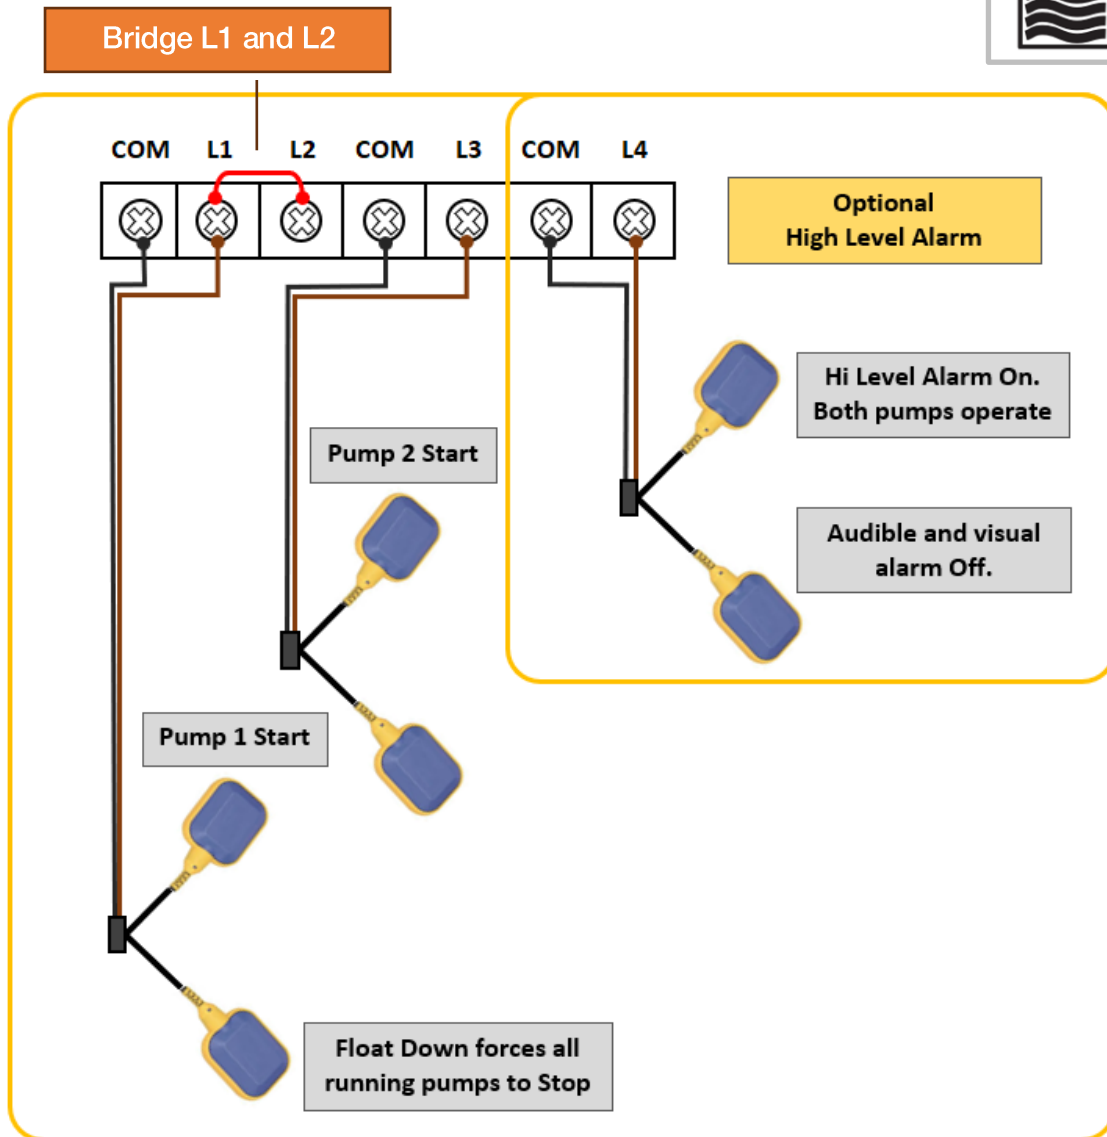 Bridge L1 and L2
COM L1 L2 COM L3 COM L4
Optional
High Level Alarm
Hi Level Alarm On.
Both pumps operate
Pump 2 Start
Audible and visual
alarm Off.
Pump 1 Start
Float Down forces all
running pumps to Stop